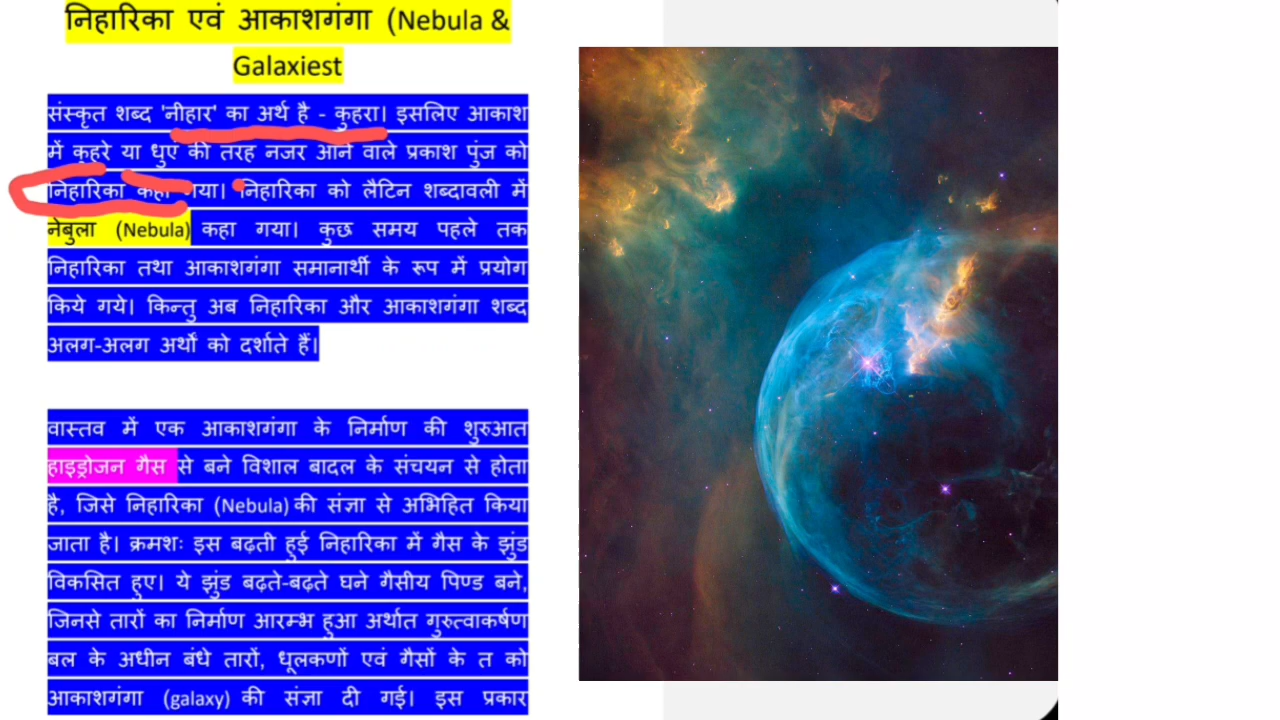 निहारिका एवं आकाशगंगा (Nebula &
Galaxiest
संस्कृत शब्द 'नीहार' का अर्थ है - कुहरा। इसलिए आकाश
में कुहरे या धुए की तरह नजर आने वाले प्रकाश पुंज को
निहारिका कहा गया। निहारिका को लैटिन शब्दावली में
नेबुला (Nebula) कहा गया। कुछ समय पहले तक
निहारिका तथा आकाशगंगा समानार्थी के रूप में प्रयोग
किये गये। किन्तु अब निहारिका और आकाशगंगा शब्द
अलग-अलग अर्थो को दर्शाते हैं।
वास्तव में एक आकाशगंगा के निर्माण की शुरुआत
हाइड्रोजन गैस से बने विशाल बादल के संचयन से होता
है, जिसे निहारिका (Nebula) की संज्ञा से अभिहित किया
जाता है। क्रमशः इस बढ़ती हुई निहारिका में गैस के झुंड
विकसित हुए। ये झुंड बढ़ते-बढ़ते घने गैसीय पिण्ड बने,
जिनसे तारों का निर्माण आरम्भ हुआ अर्थात गुरुत्वाकर्षण
बल के अधीन बंधे तारों, धूलकणों एवं गैसों के त को
आकाशगंगा (galaxy) की संज्ञा दी गई। इस प्रकार